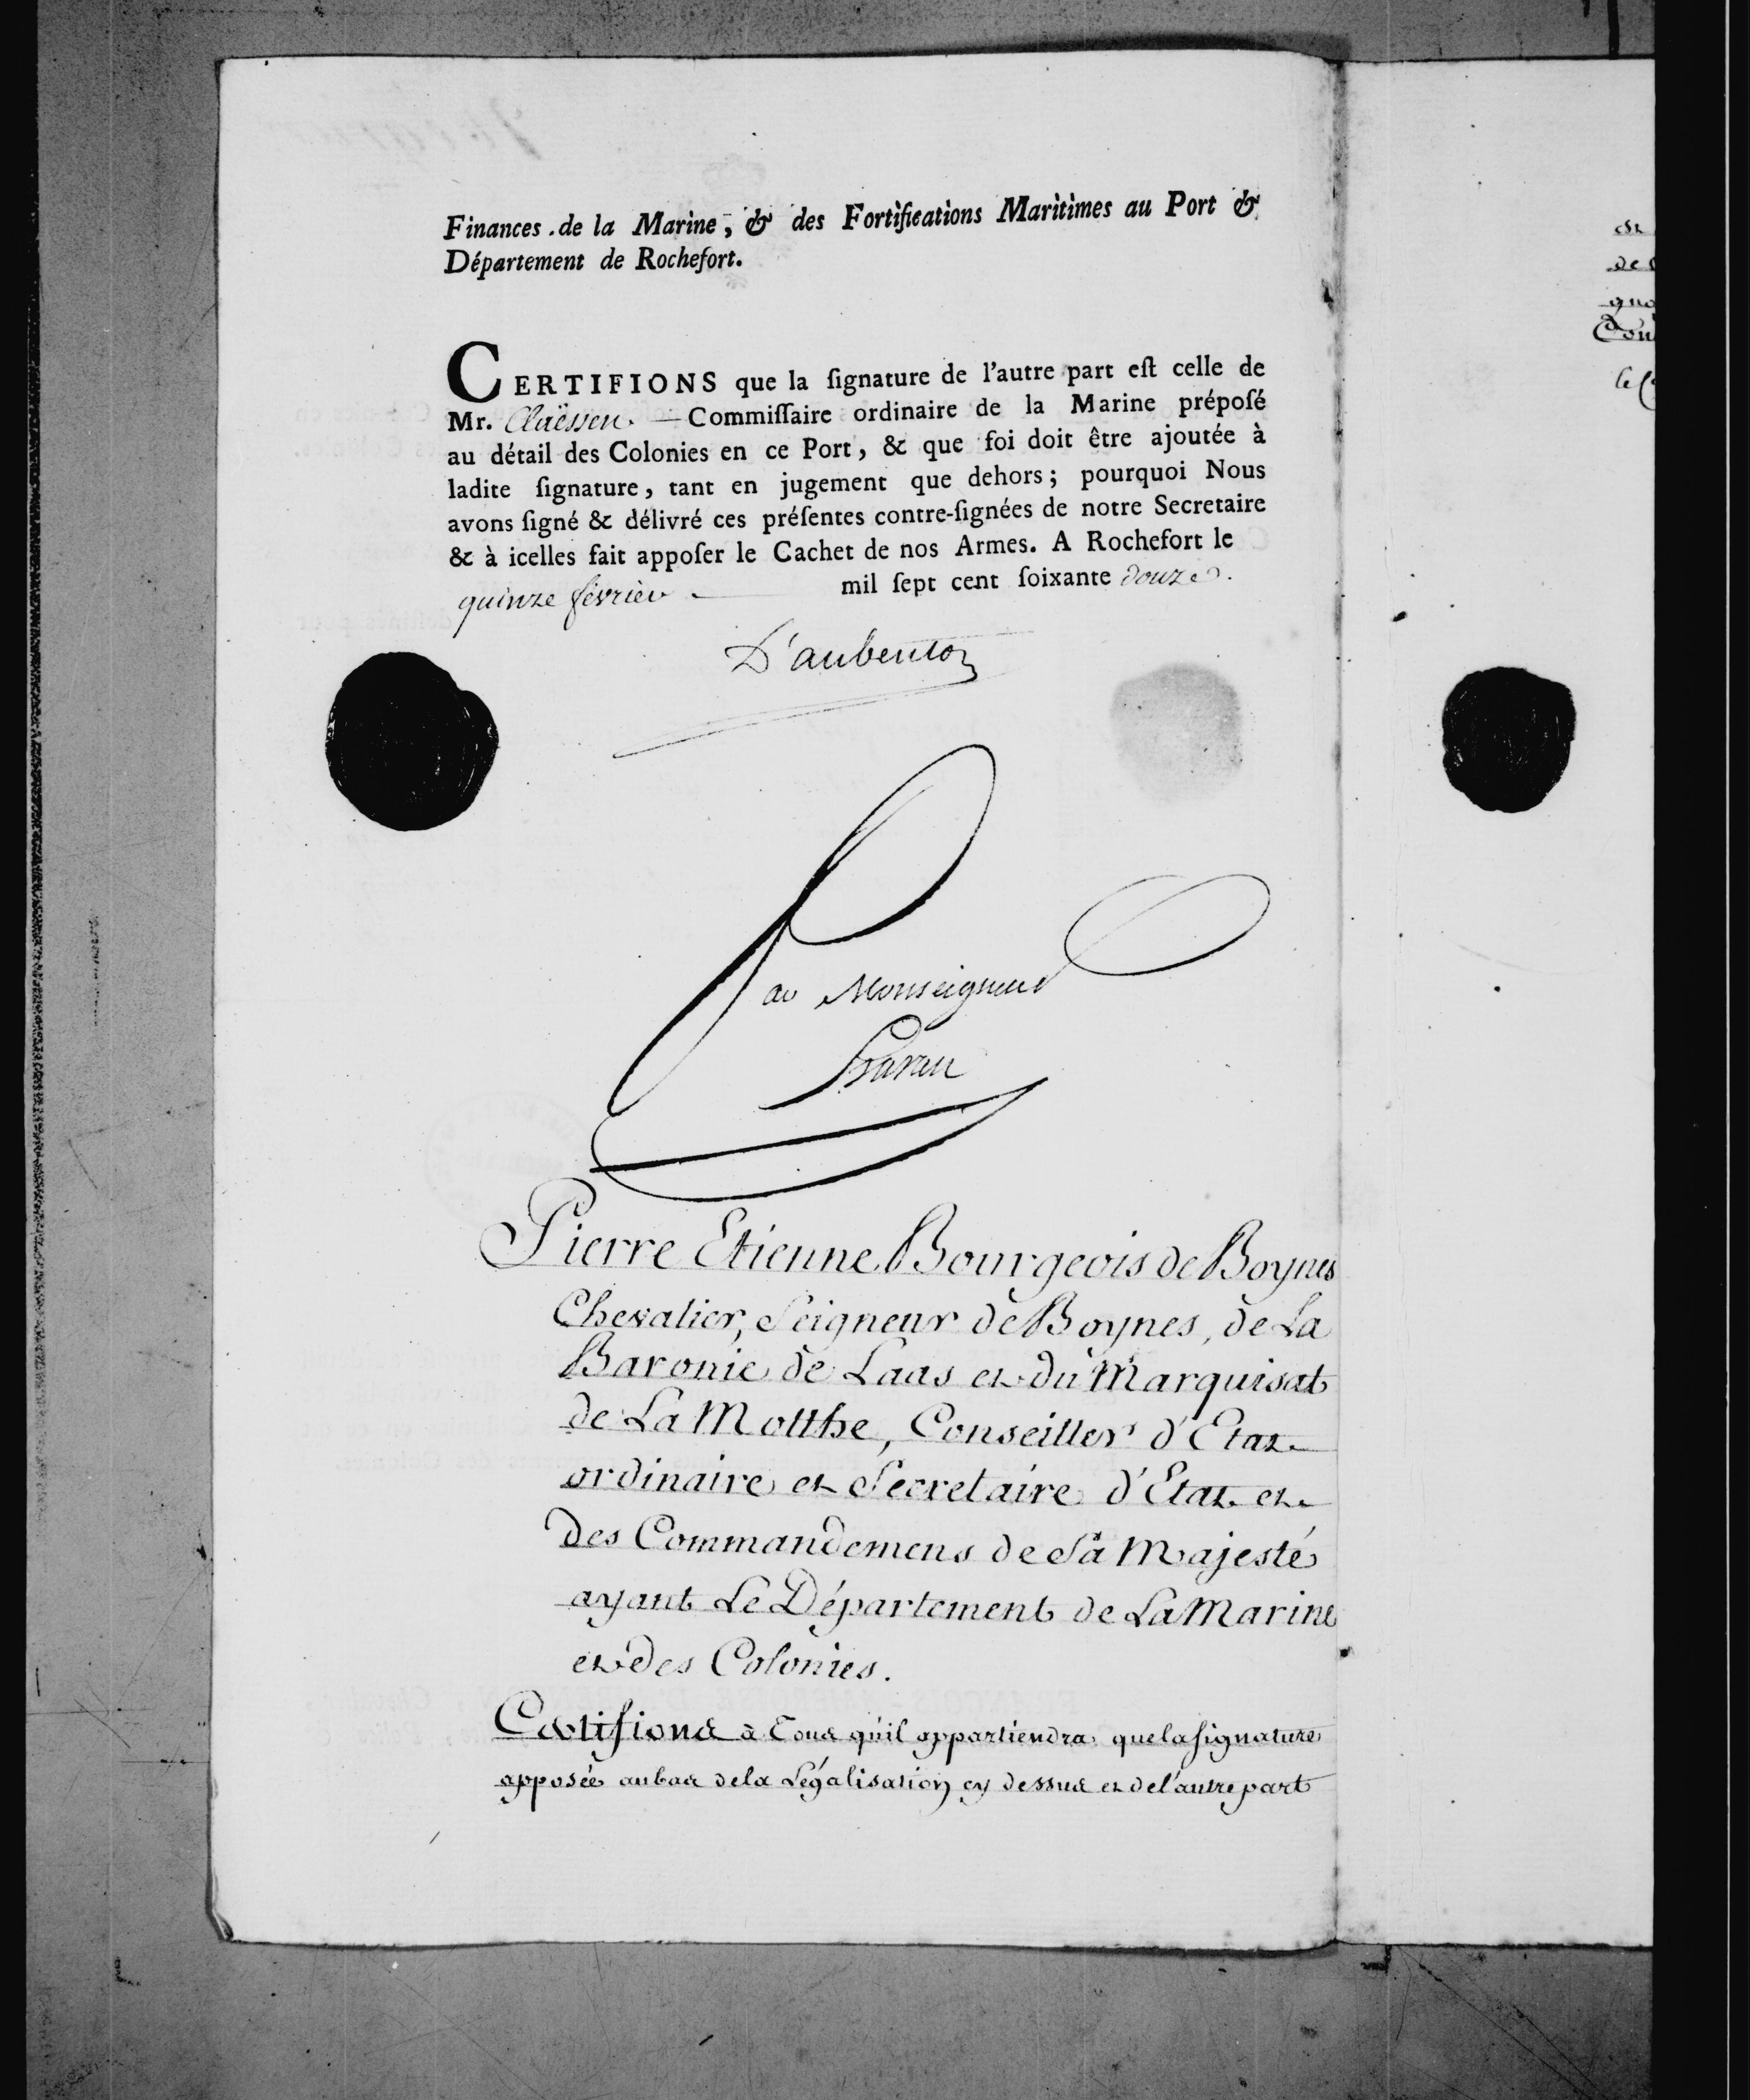 Finances de la Marine, & des Fortifications Maritimes au Port &
Département de Rochefort.
CERTIFIONS que la ſignature de l'autre part eſt celle de
Mr. Claëssen. — Commiſſaire ordinaire de la Marine prépoſé
au détail des Colonies en ce Port, & que foi doit être ajoutée à
ladite ſignature, tant en jugement que dehors; pourquoi Nous
avons ſigné & délivré ces préſentes contre-ſignées de notre Secretaire
& à icelles fait appoſer le Cachet de nos Armes. A Rochefort le
quinze février — mil ſept cent ſoixante douze.
D'aubenton
Par Monseigneur
Pierre Etienne Bourgeois de Boynes
Chevalier, Seigneur de Boynes, de La
Baronie de Laas et du Marquisat
de La Motthe, Conseiller d'Etat
ordinaire et Secretaire d'Etat et
des Commandemens de Sa Majesté
ayant Le Département de La Marine
et des Colonies.
Certifions à Tous qu'il appartiendra que la signature
apposée au bas de la Légalisation cy dessus et de l'autre part
est
de
quo
Cou